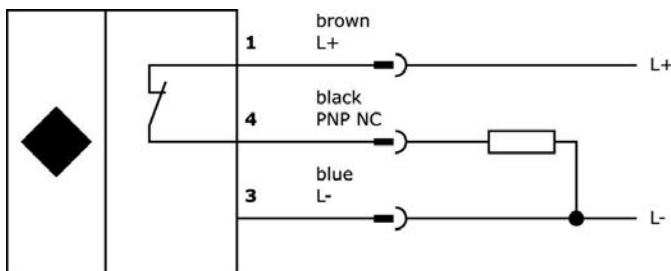 brown
1 L+
L+
black
4 PNP NC
blue
3 L-
L-